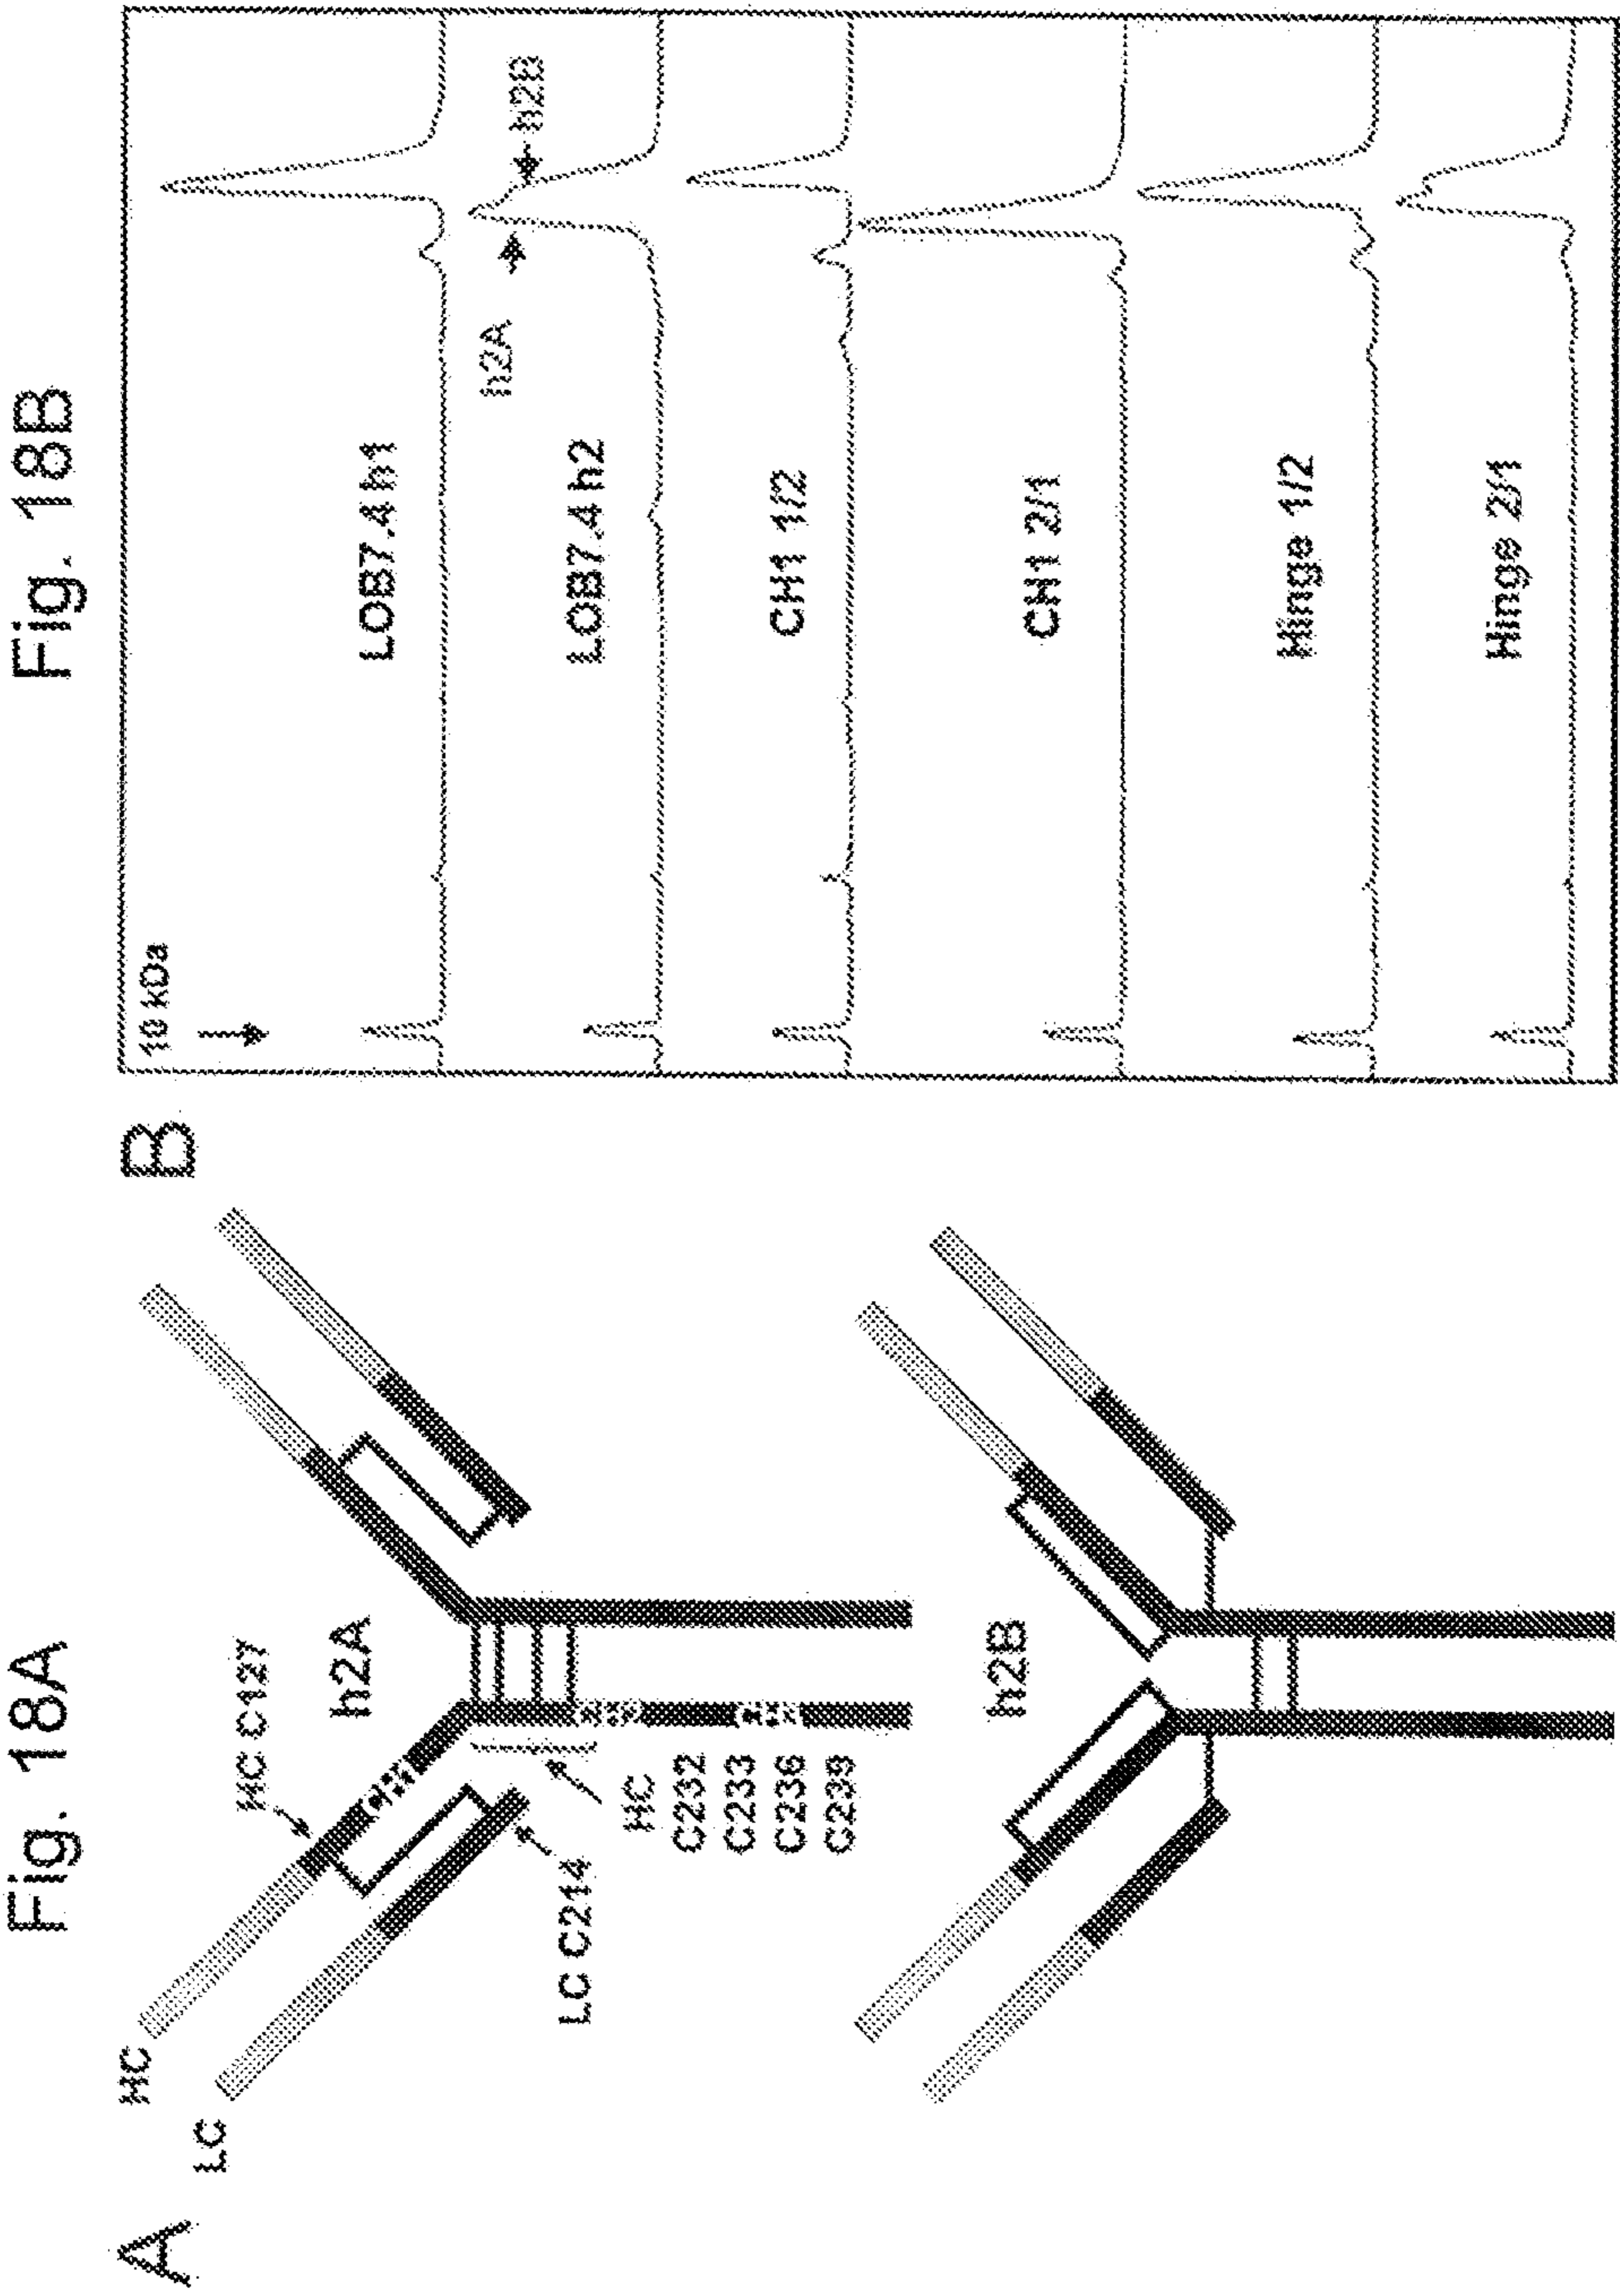 Fig. 18A
A
HC
LC
HC C127
h2A
LC C214
HC
C232
C233
C236
C239
h2B
Fig. 18B
B
10 kDa
LOB7.4 h1
h2A
h2B
LOB7.4 h2
CH1 1/2
CH1 2/1
Hinge 1/2
Hinge 2/1